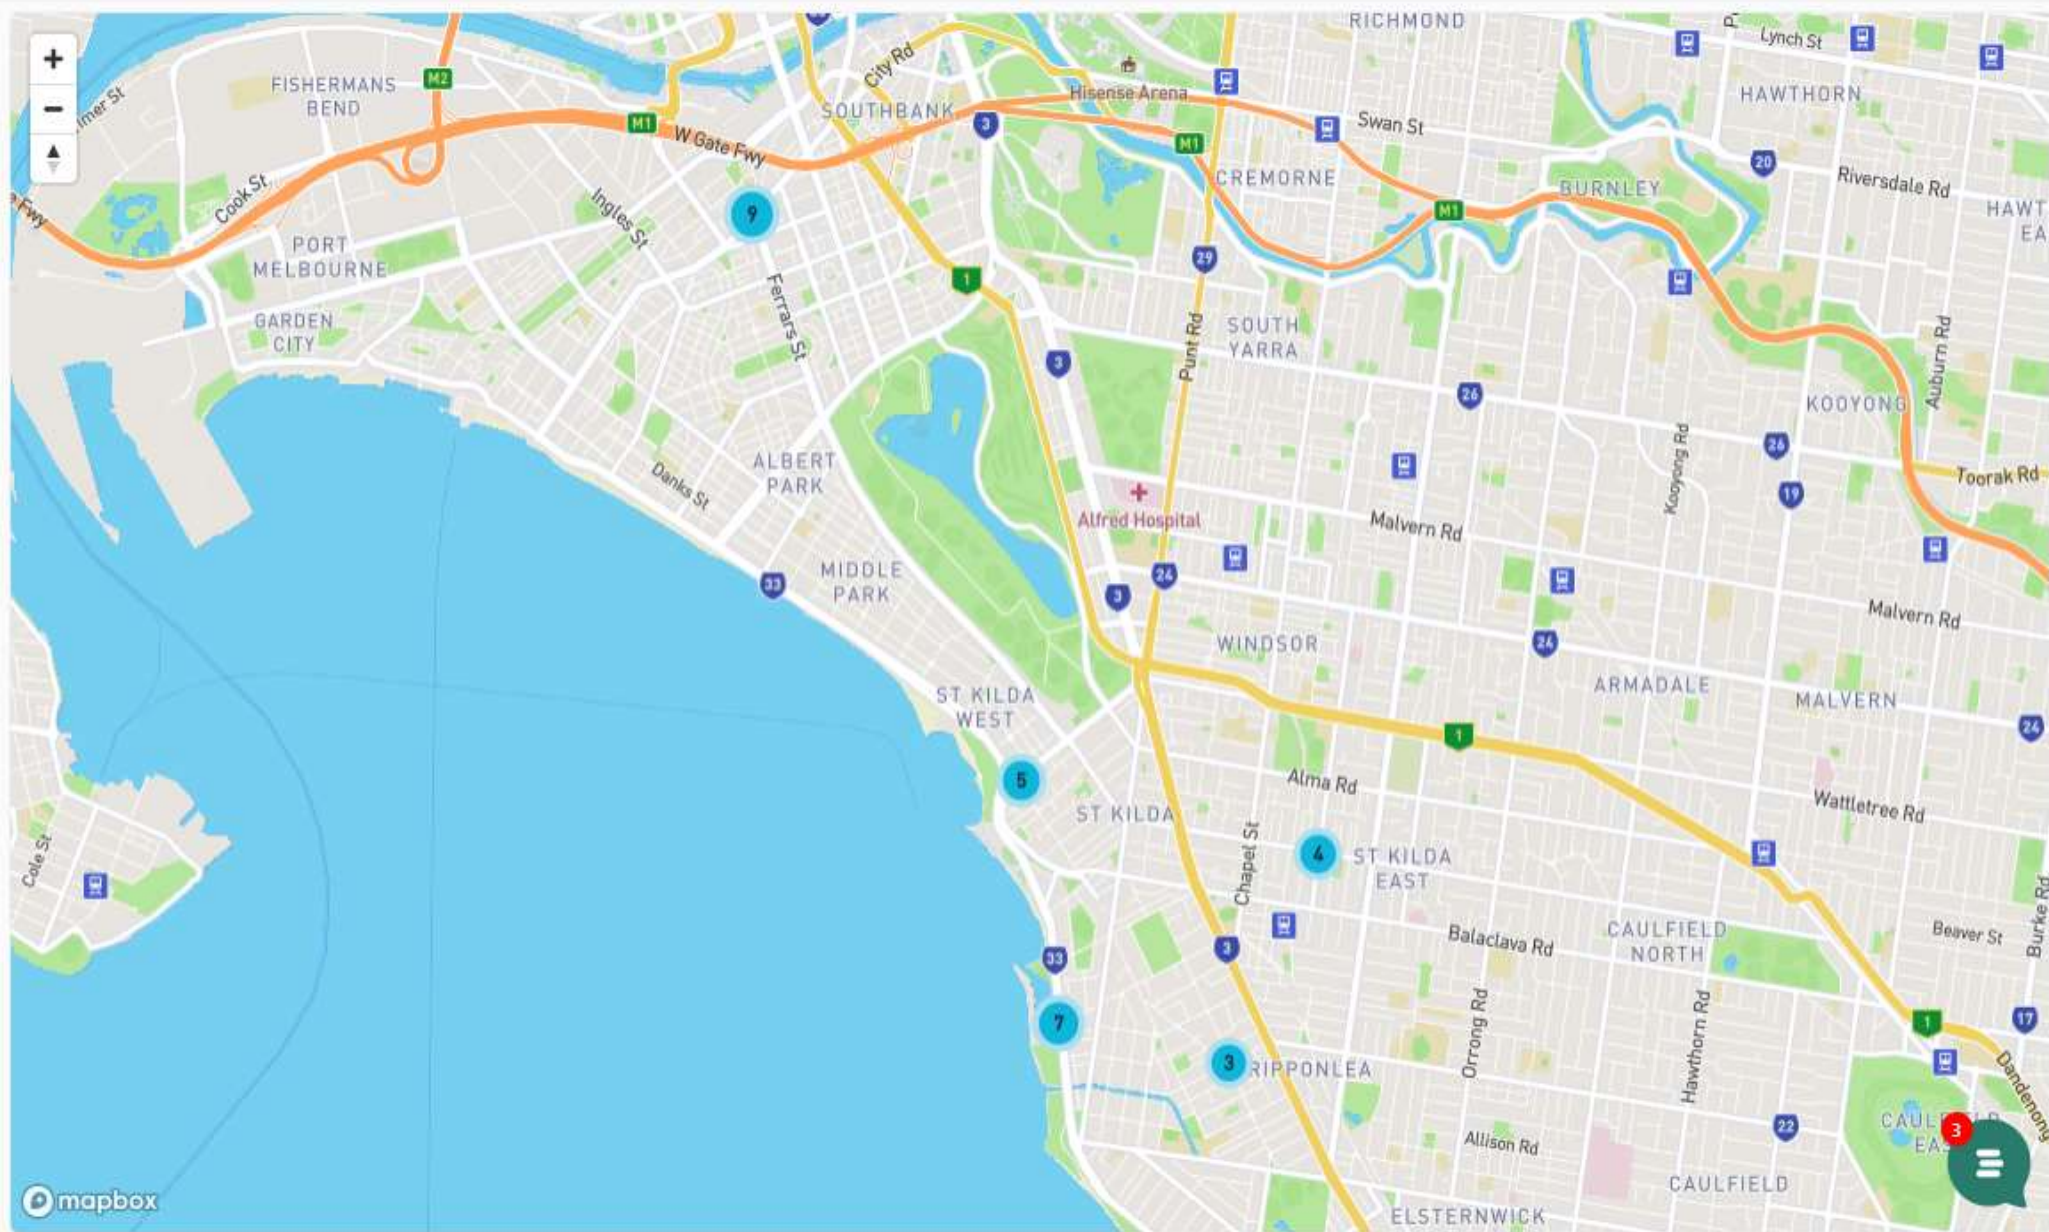 RICHMOND
Lynch St
City Rd
M2
FISHERMANS
BEND
Hisense Arena
HAWTHORN
SOUTHBANK
M1
W Gate Fwy
3
M1
Swan St
20
Riversdale Rd
CREMORNE
BURNLEY
Cook St
Ingles St
9
M1
PORT
MELBOURNE
29
1
Ferrars St
GARDEN
CITY
SOUTH
YARRA
Punt Rd
3
Auburn Rd
26
KOOYONG
Kooyong Rd
26
19
Toorak Rd
ALBERT
PARK
Danks St
Alfred Hospital
Malvern Rd
MIDDLE
PARK
33
24
3
Malvern Rd
WINDSOR
24
ARMADALE
MALVERN
24
ST KILDA
WEST
1
5
Alma Rd
Wattletree Rd
ST KILDA
Chapel St
4
ST KILDA
EAST
Cole St
CAULFIELD
NORTH
Balaclava Rd
Beaver St
Burke Rd
3
33
7
Orrong Rd
Hawthorn Rd
1
17
3
RIPPONLEA
Dandenong
22
3
Allison Rd
CAULFIELD
mapbox
ELSTERNWICK